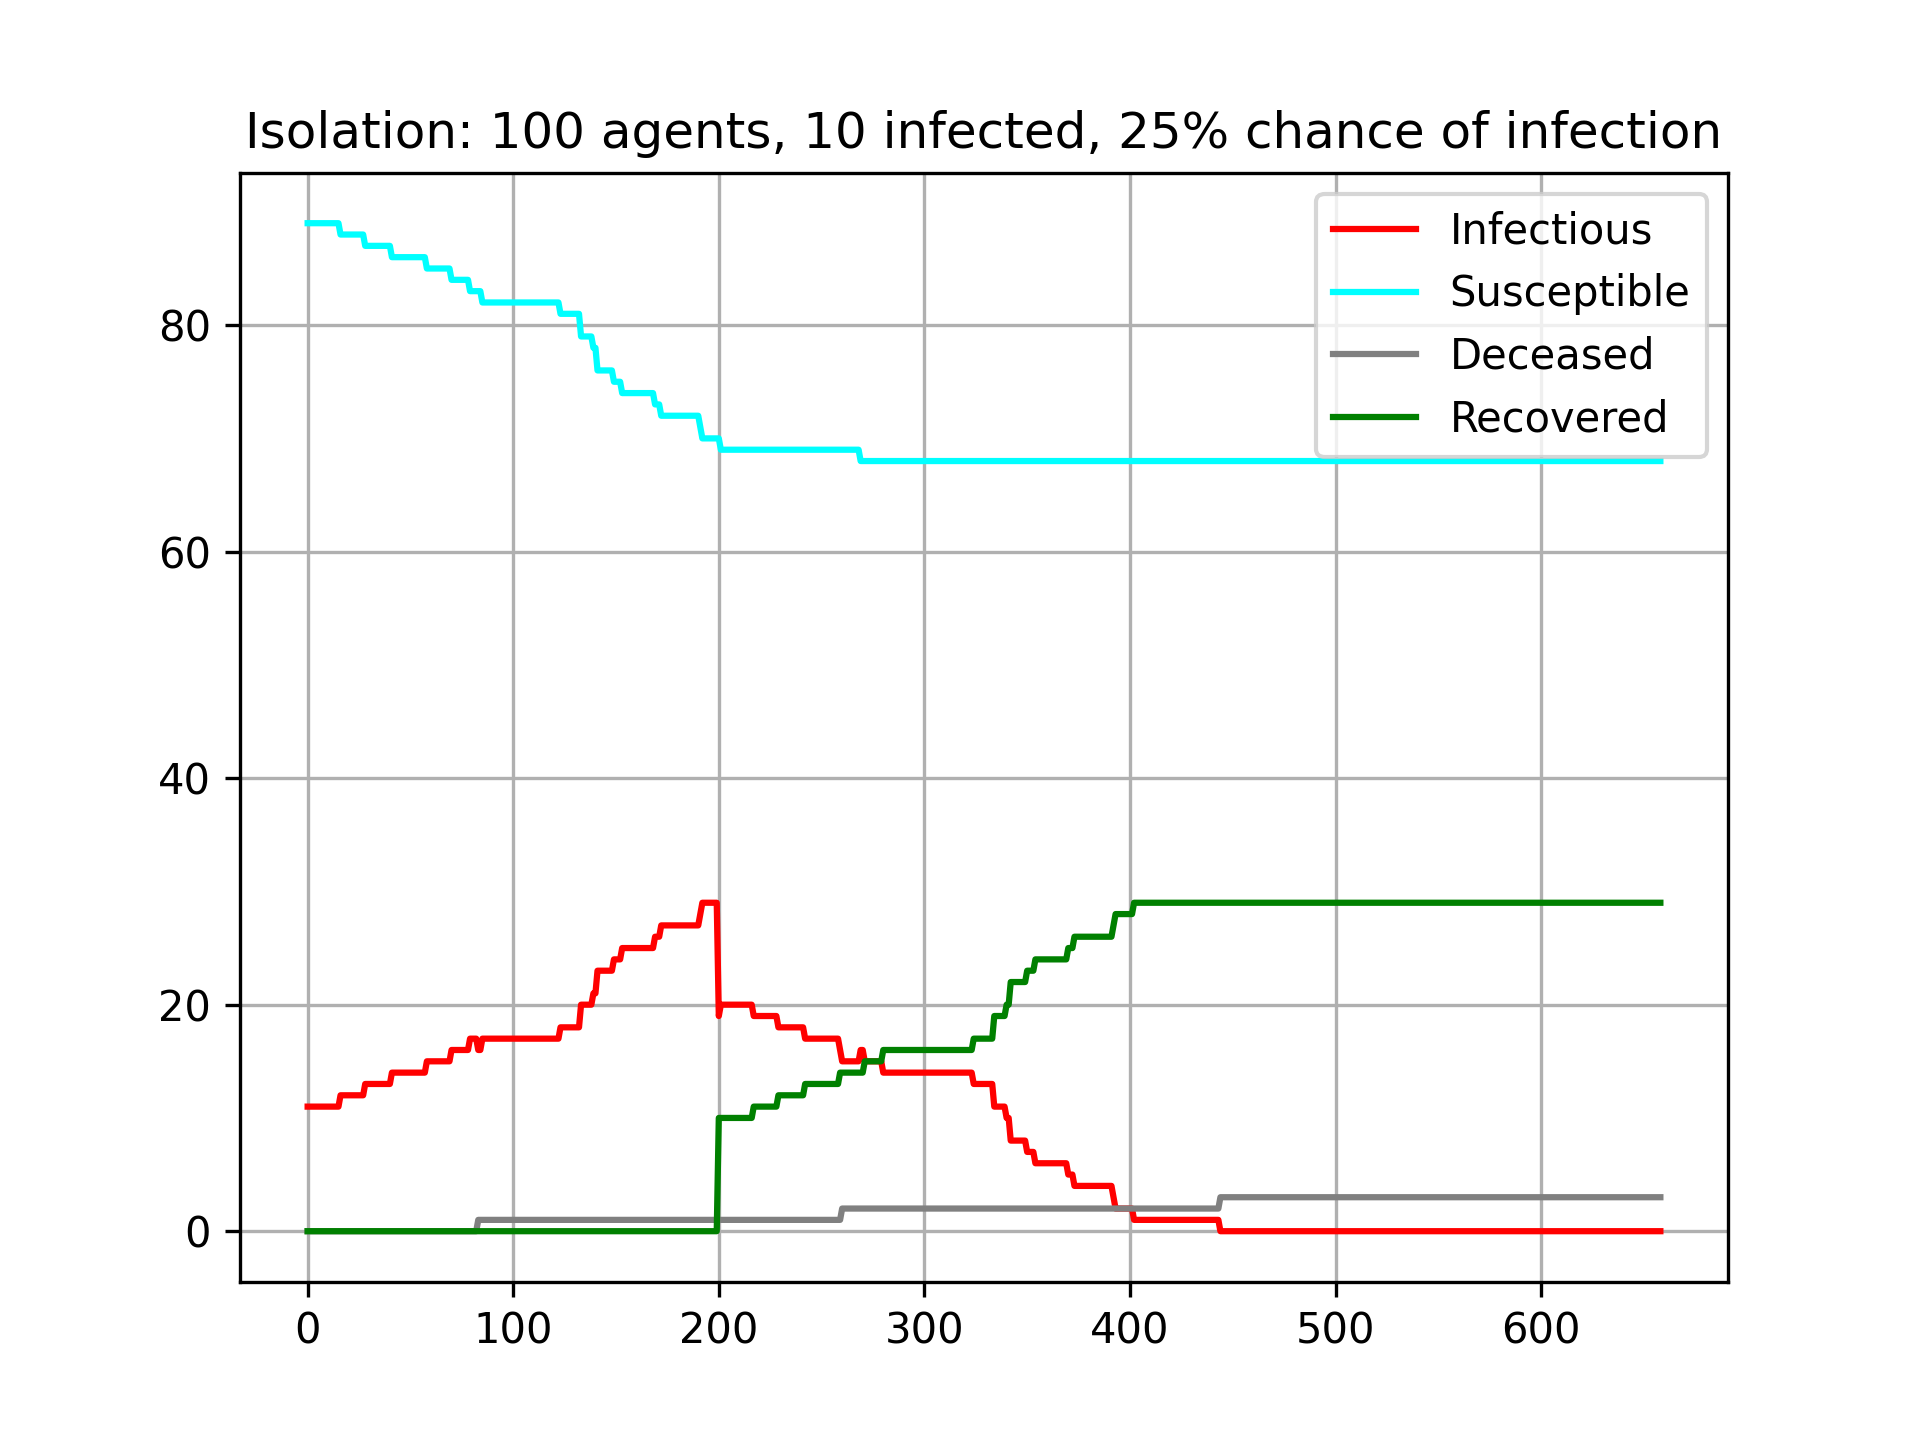 Isolation: 100 agents, 10 infected, 25% chance of infection
Infectious
Susceptible
Deceased
Recovered
80
60
40
20
0
0 100 200 300 400 500 600